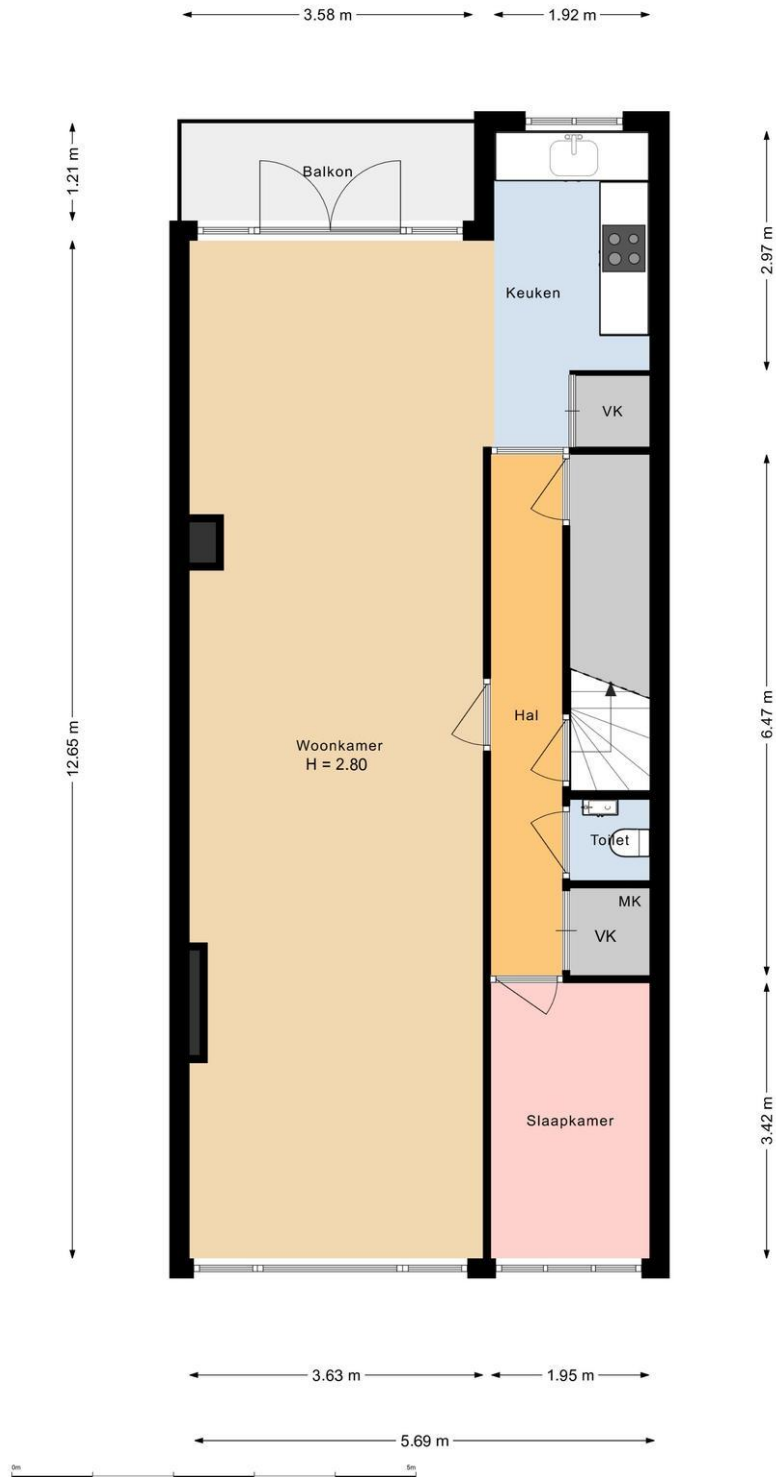 3.58 m
1.92 m
1.21 m
Balkon
2.97 m
Keuken
VK
12.65 m
Woonkamer
H = 2.80
Hal
6.47 m
Toilet
MK
VK
3.42 m
Slaapkamer
3.63 m
1.95 m
5.69 m
0m
5m